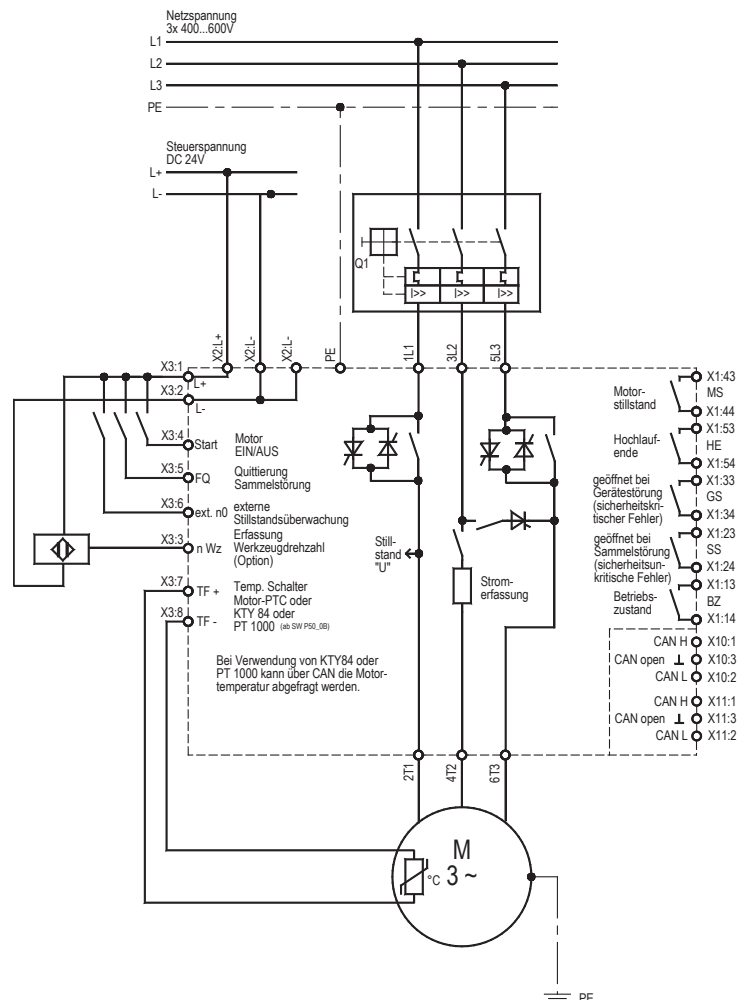 Netzspannung
3x 400...600V
L1
L2
L3
PE
Steuerspannung
DC 24V
L+
L-
Q1
I>> I>> I>>
X2:L+
X2:L-
X2:L-
PE
1L1
3L2
5L3
X3:1
L+
X3:2
L-
X3:4
Start
Motor
EIN/AUS
X3:5
FQ
Quittierung
Sammelstörung
X3:6
ext. n0
externe
Stillstandsüberwachung
X3:3
n Wz
Erfassung
Werkzeugdrehzahl
(Option)
X3:7
TF +
X3:8
TF -
Temp. Schalter
Motor-PTC oder
KTY 84 oder
PT 1000 (ab SW P50_0B)
Bei Verwendung von KTY84 oder
PT 1000 kann über CAN die Motor-
temperatur abgefragt werden.
Still-
stand
"U"
Strom-
erfassung
Motor-
stillstand
X1:43
MS
X1:44
Hochlauf-
ende
X1:53
HE
X1:54
geöffnet bei
Gerätestörung
(sicherheitskri-
tischer Fehler)
X1:33
GS
X1:34
geöffnet bei
Sammelstörung
(sicherheitsun-
kritische Fehler)
X1:23
SS
X1:24
Betriebs-
zustand
X1:13
BZ
X1:14
CAN H X10:1
CAN open X10:3
CAN L X10:2
CAN H X11:1
CAN open X11:3
CAN L X11:2
2T1
4T2
6T3
M
3 ~
°C
PE